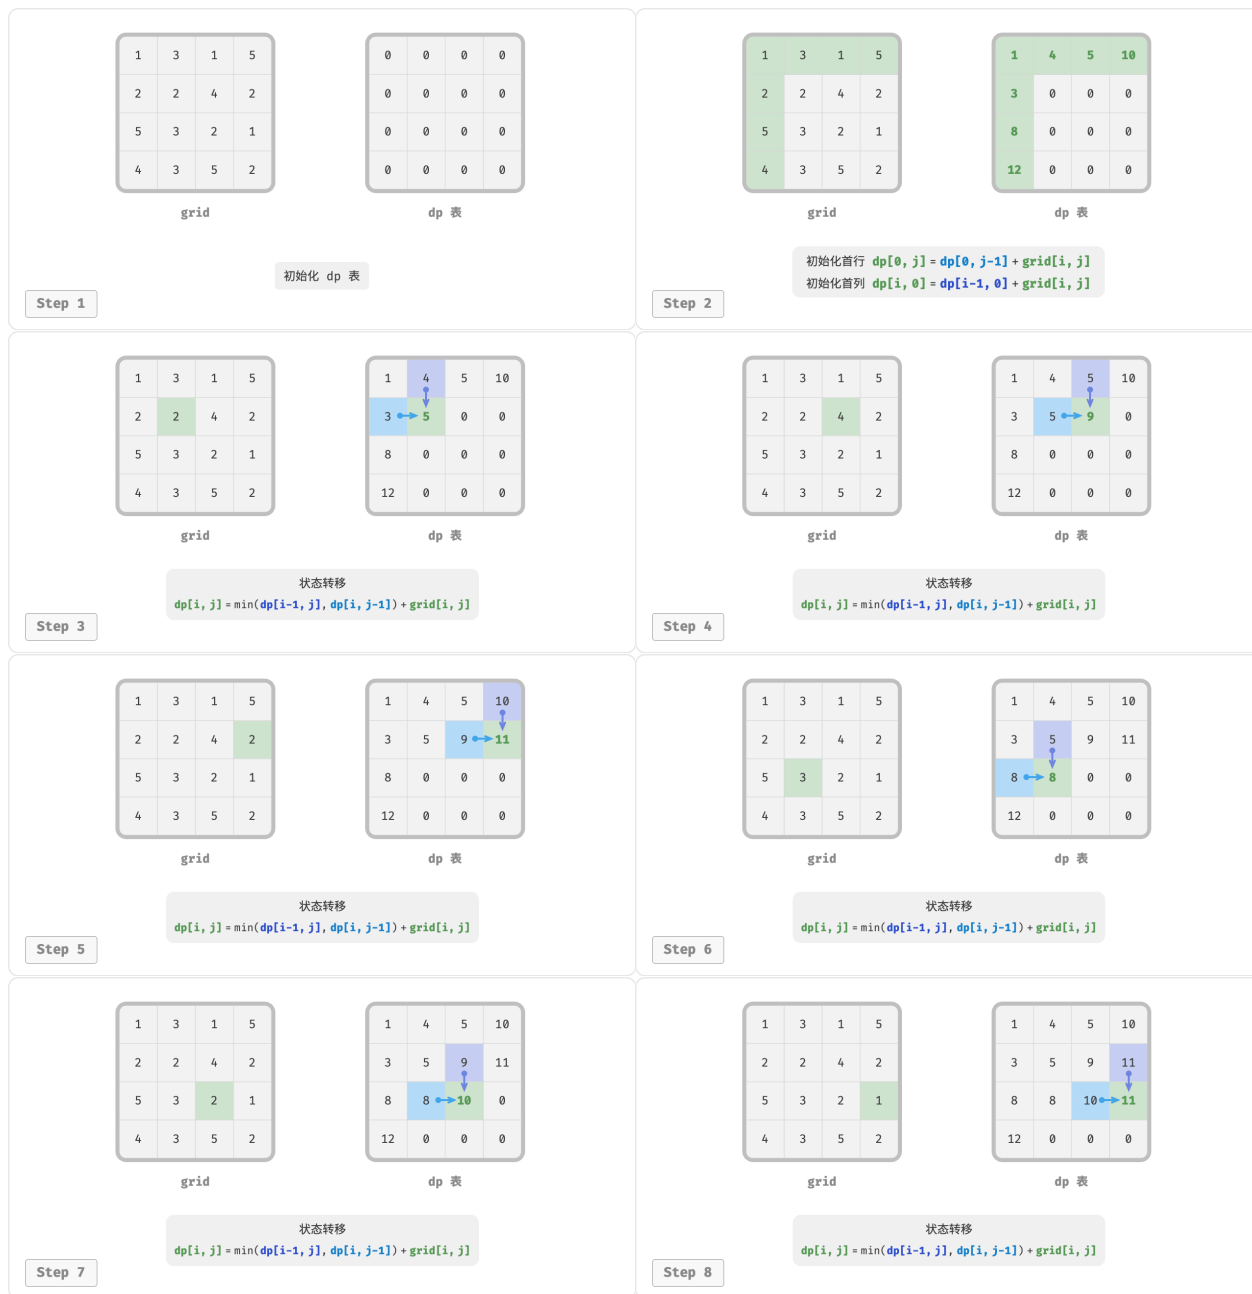 1 3 1 5
2 2 4 2
5 3 2 1
4 3 5 2
grid
0 0 0 0
0 0 0 0
0 0 0 0
0 0 0 0
dp 表
初始化 dp 表
Step 1
1 3 1 5
2 2 4 2
5 3 2 1
4 3 5 2
grid
1 4 5 10
3 0 0 0
8 0 0 0
12 0 0 0
dp 表
初始化首行 dp[0, j] = dp[0, j-1] + grid[i, j]
初始化首列 dp[i, 0] = dp[i-1, 0] + grid[i, j]
Step 2
1 3 1 5
2 2 4 2
5 3 2 1
4 3 5 2
grid
1 4 5 10
3 5 0 0
8 0 0 0
12 0 0 0
dp 表
状态转移
dp[i, j] = min(dp[i-1, j], dp[i, j-1]) + grid[i, j]
Step 3
1 3 1 5
2 2 4 2
5 3 2 1
4 3 5 2
grid
1 4 5 10
3 5 9 0
8 0 0 0
12 0 0 0
dp 表
状态转移
dp[i, j] = min(dp[i-1, j], dp[i, j-1]) + grid[i, j]
Step 4
1 3 1 5
2 2 4 2
5 3 2 1
4 3 5 2
grid
1 4 5 10
3 5 9 11
8 0 0 0
12 0 0 0
dp 表
状态转移
dp[i, j] = min(dp[i-1, j], dp[i, j-1]) + grid[i, j]
Step 5
1 3 1 5
2 2 4 2
5 3 2 1
4 3 5 2
grid
1 4 5 10
3 5 9 11
8 8 0 0
12 0 0 0
dp 表
状态转移
dp[i, j] = min(dp[i-1, j], dp[i, j-1]) + grid[i, j]
Step 6
1 3 1 5
2 2 4 2
5 3 2 1
4 3 5 2
grid
1 4 5 10
3 5 9 11
8 8 10 0
12 0 0 0
dp 表
状态转移
dp[i, j] = min(dp[i-1, j], dp[i, j-1]) + grid[i, j]
Step 7
1 3 1 5
2 2 4 2
5 3 2 1
4 3 5 2
grid
1 4 5 10
3 5 9 11
8 8 10 11
12 0 0 0
dp 表
状态转移
dp[i, j] = min(dp[i-1, j], dp[i, j-1]) + grid[i, j]
Step 8